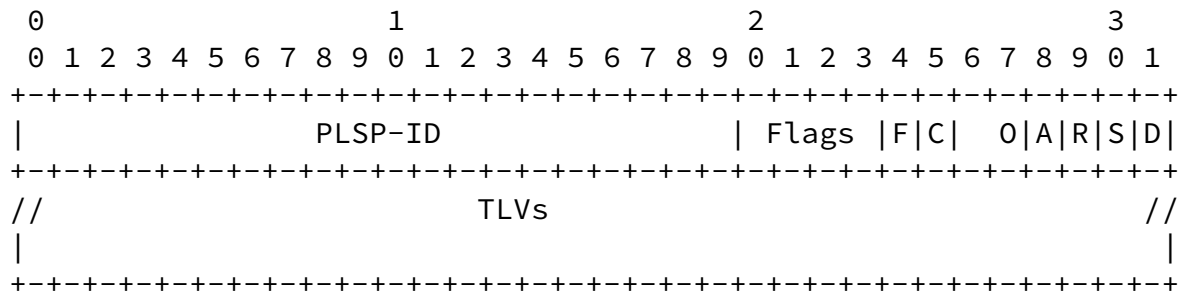 0                   1                   2                   3
 0 1 2 3 4 5 6 7 8 9 0 1 2 3 4 5 6 7 8 9 0 1 2 3 4 5 6 7 8 9 0 1
+-+-+-+-+-+-+-+-+-+-+-+-+-+-+-+-+-+-+-+-+-+-+-+-+-+-+-+-+-+-+-+-+
|                PLSP-ID                | Flags |F|C|  O|A|R|S|D|
+-+-+-+-+-+-+-+-+-+-+-+-+-+-+-+-+-+-+-+-+-+-+-+-+-+-+-+-+-+-+-+-+
//                        TLVs                                 //
|                                                               |
+-+-+-+-+-+-+-+-+-+-+-+-+-+-+-+-+-+-+-+-+-+-+-+-+-+-+-+-+-+-+-+-+